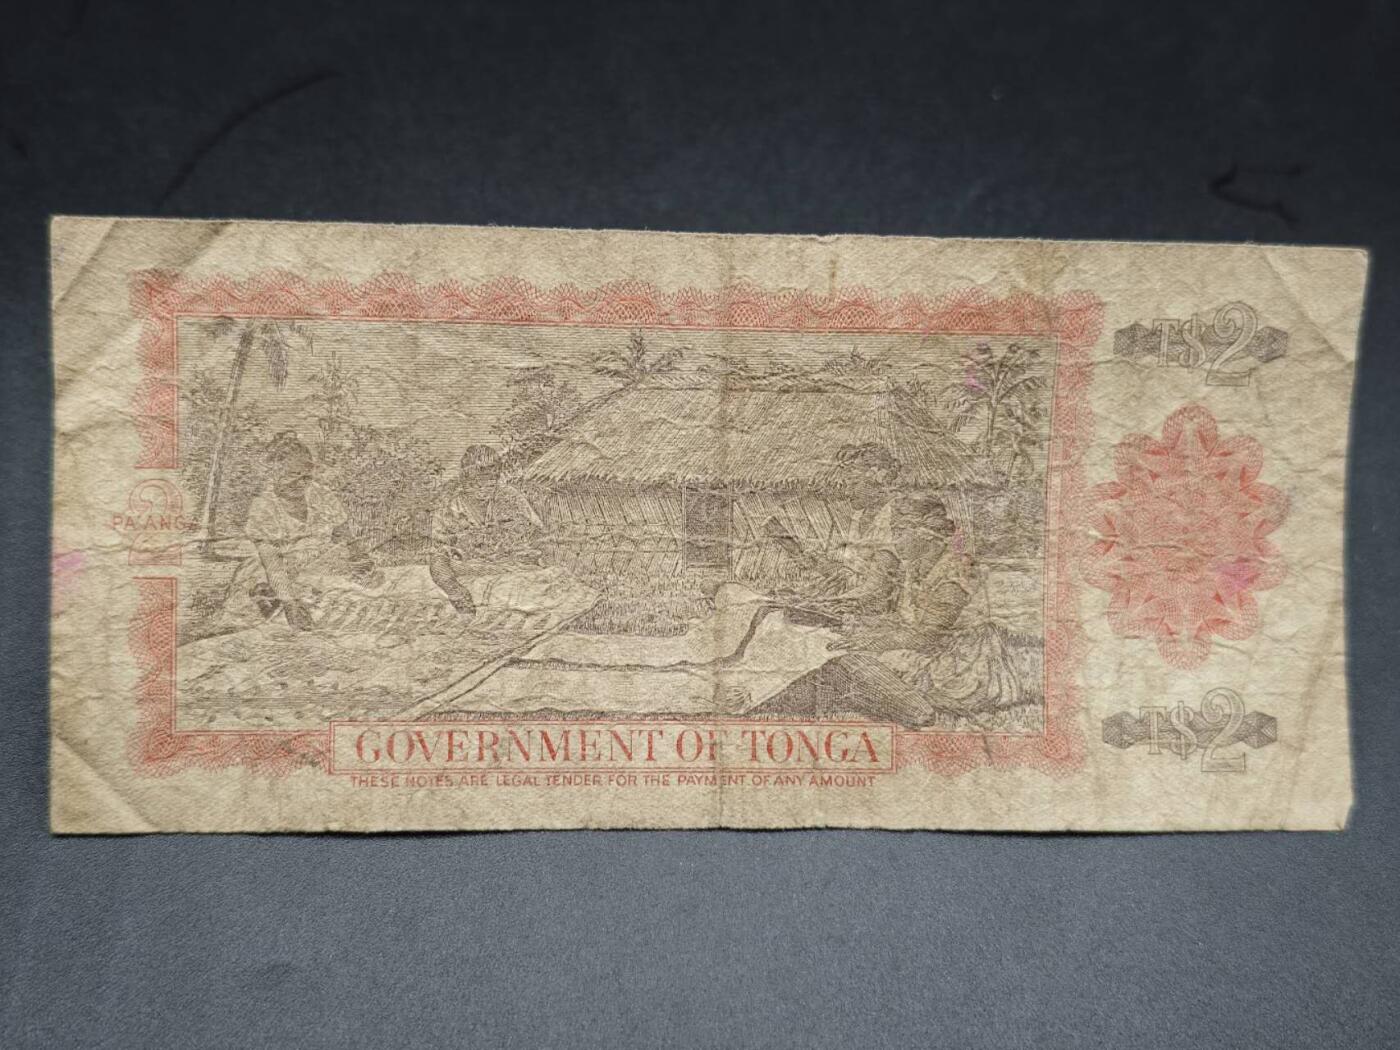 T$2
2
PA'ANGA
T$2
GOVERNMENT OF TONGA
THESE NOTES ARE LEGAL TENDER FOR THE PAYMENT OF ANY AMOUNT